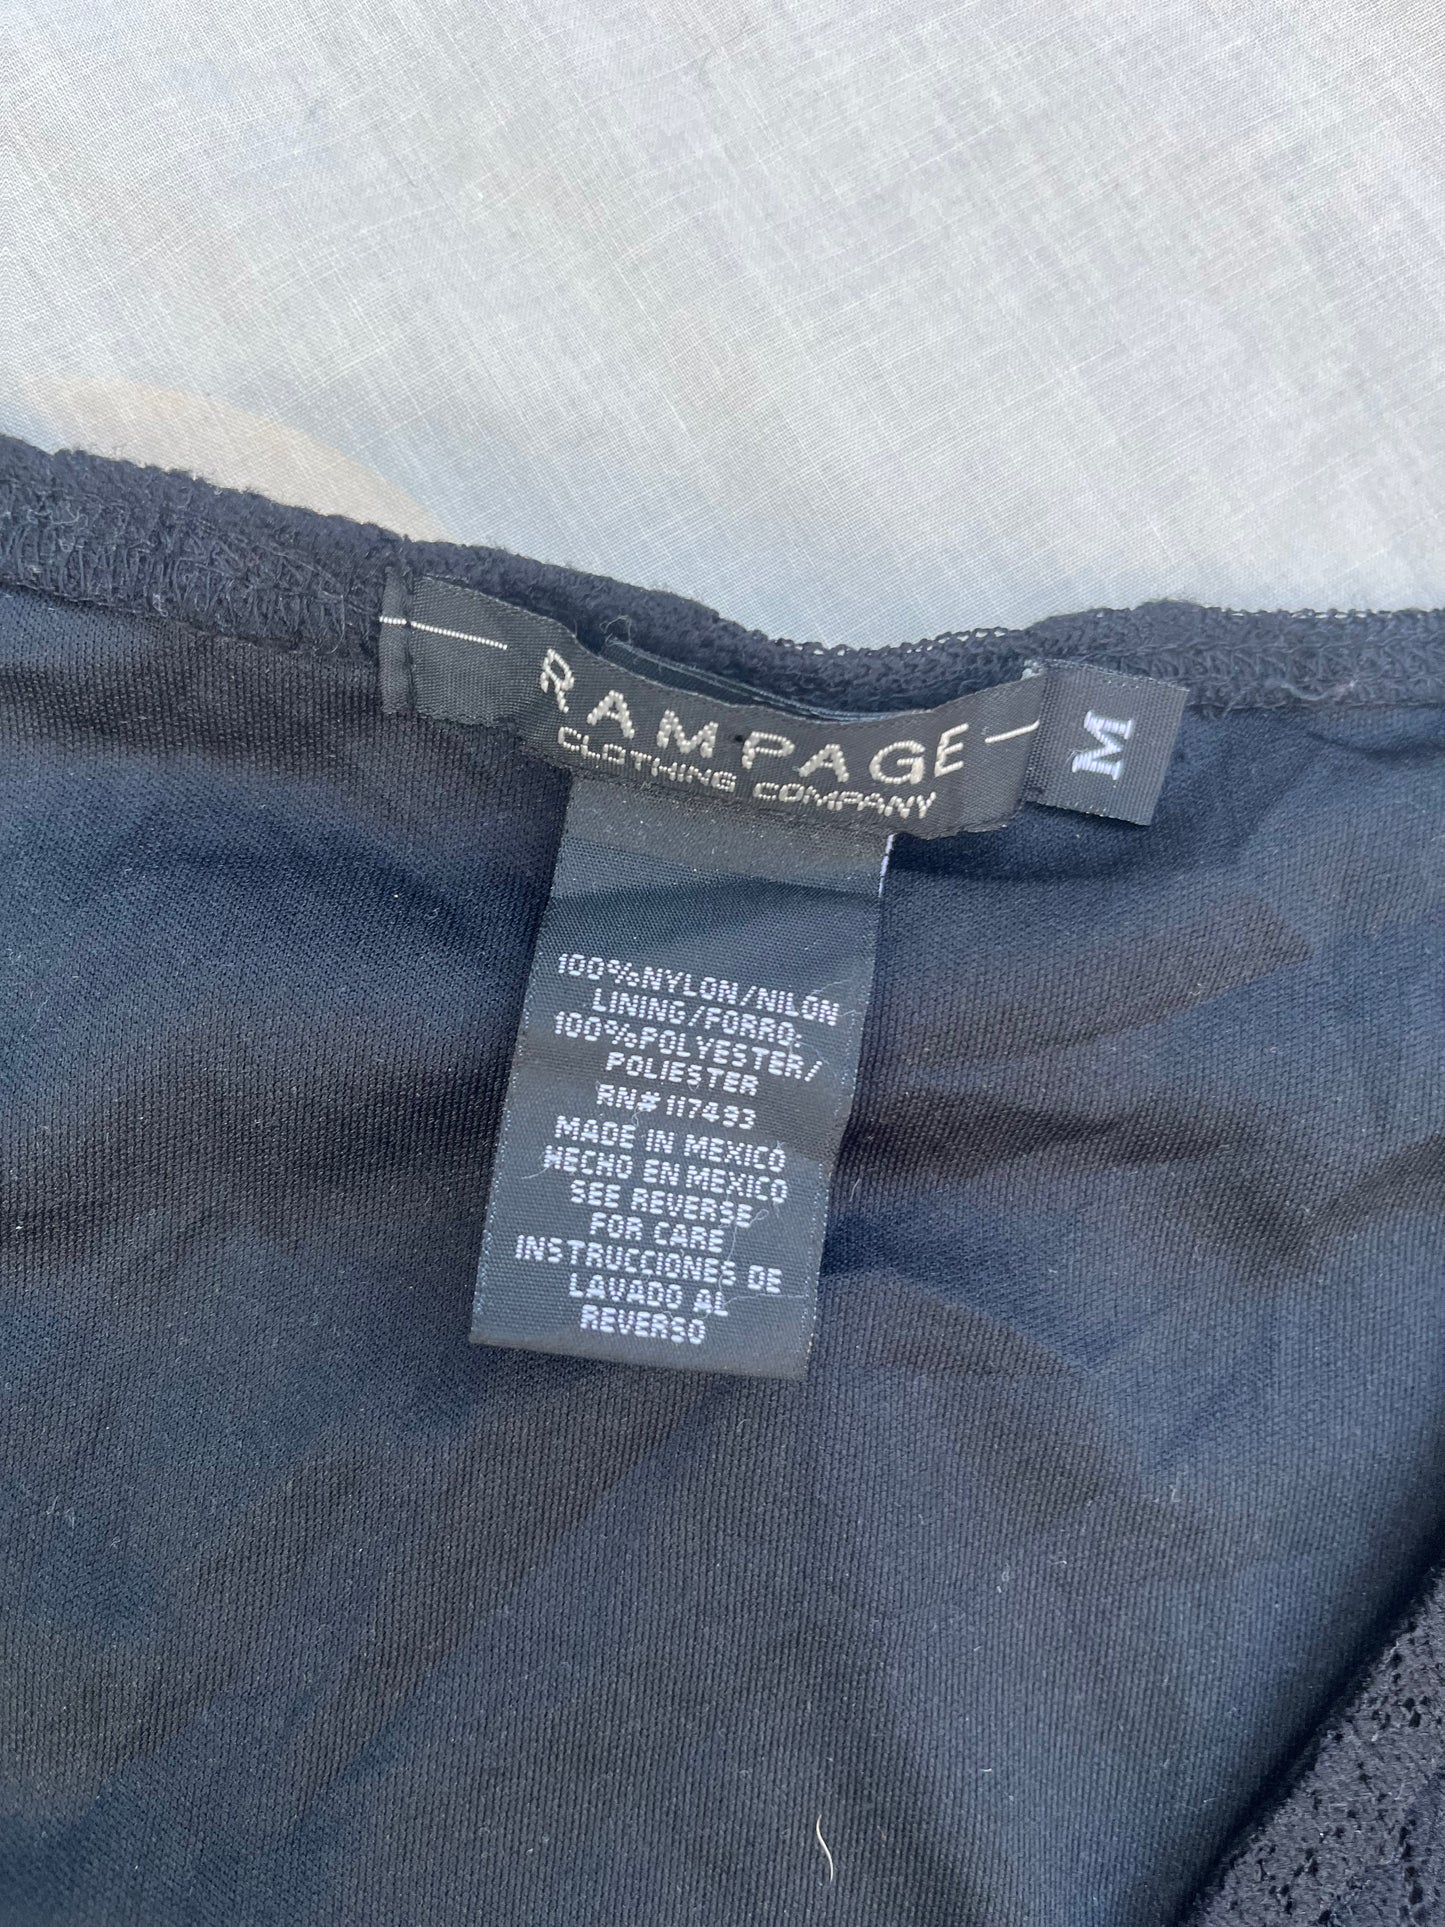 RAMPAGE
CLOTHING COMPANY
M
100%NYLON/NILON
LINING/FORRO:
100%POLYESTER/
POLIESTER
RN#117493
MADE IN MEXICO
HECHO EN MEXICO
SEE REVERSE
FOR CARE
INSTRUCCIONES DE
LAVADO AL
REVERSO